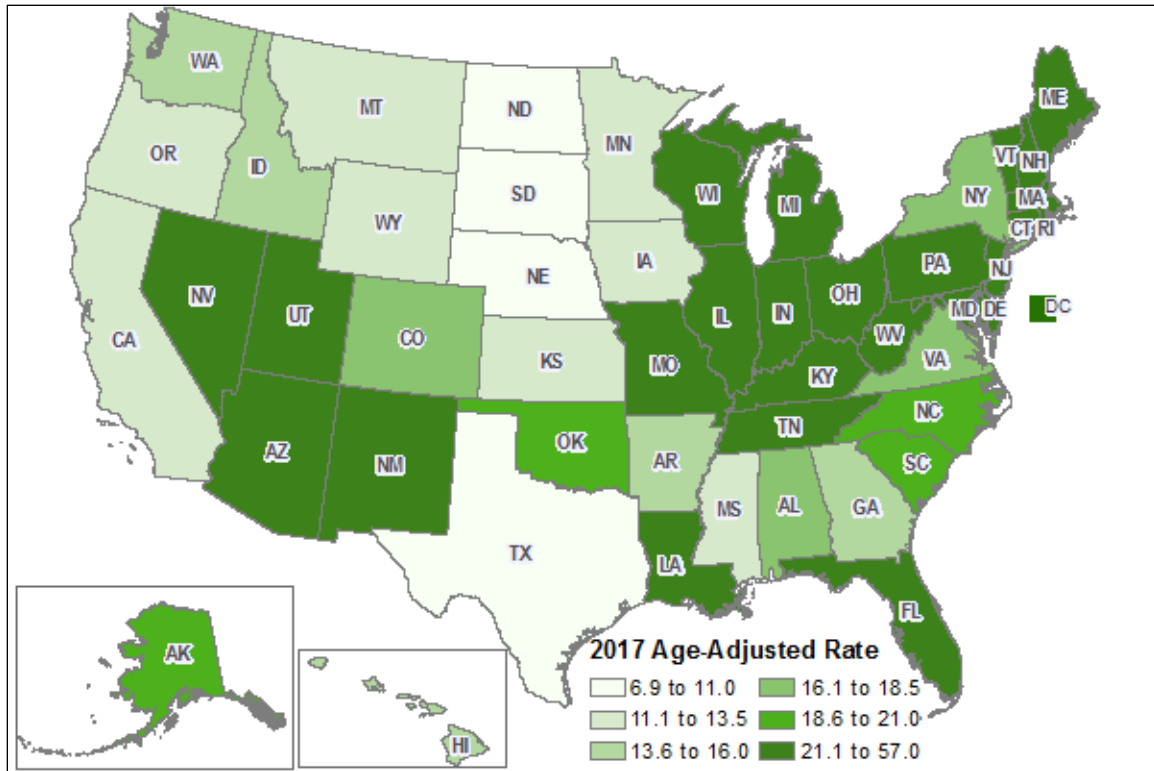 WA
MT
ND
MN
ME
OR
ID
SD
WI
VT
NH
WY
MI
NY
MA
CT
RI
IA
NE
PA
NJ
NV
UT
CO
IL
IN
OH
MD
DE
DC
CA
KS
MO
WV
VA
KY
NC
TN
AZ
NM
OK
AR
SC
MS
AL
GA
TX
LA
FL
AK
HI
2017 Age-Adjusted Rate
6.9 to 11.0
16.1 to 18.5
11.1 to 13.5
18.6 to 21.0
13.6 to 16.0
21.1 to 57.0